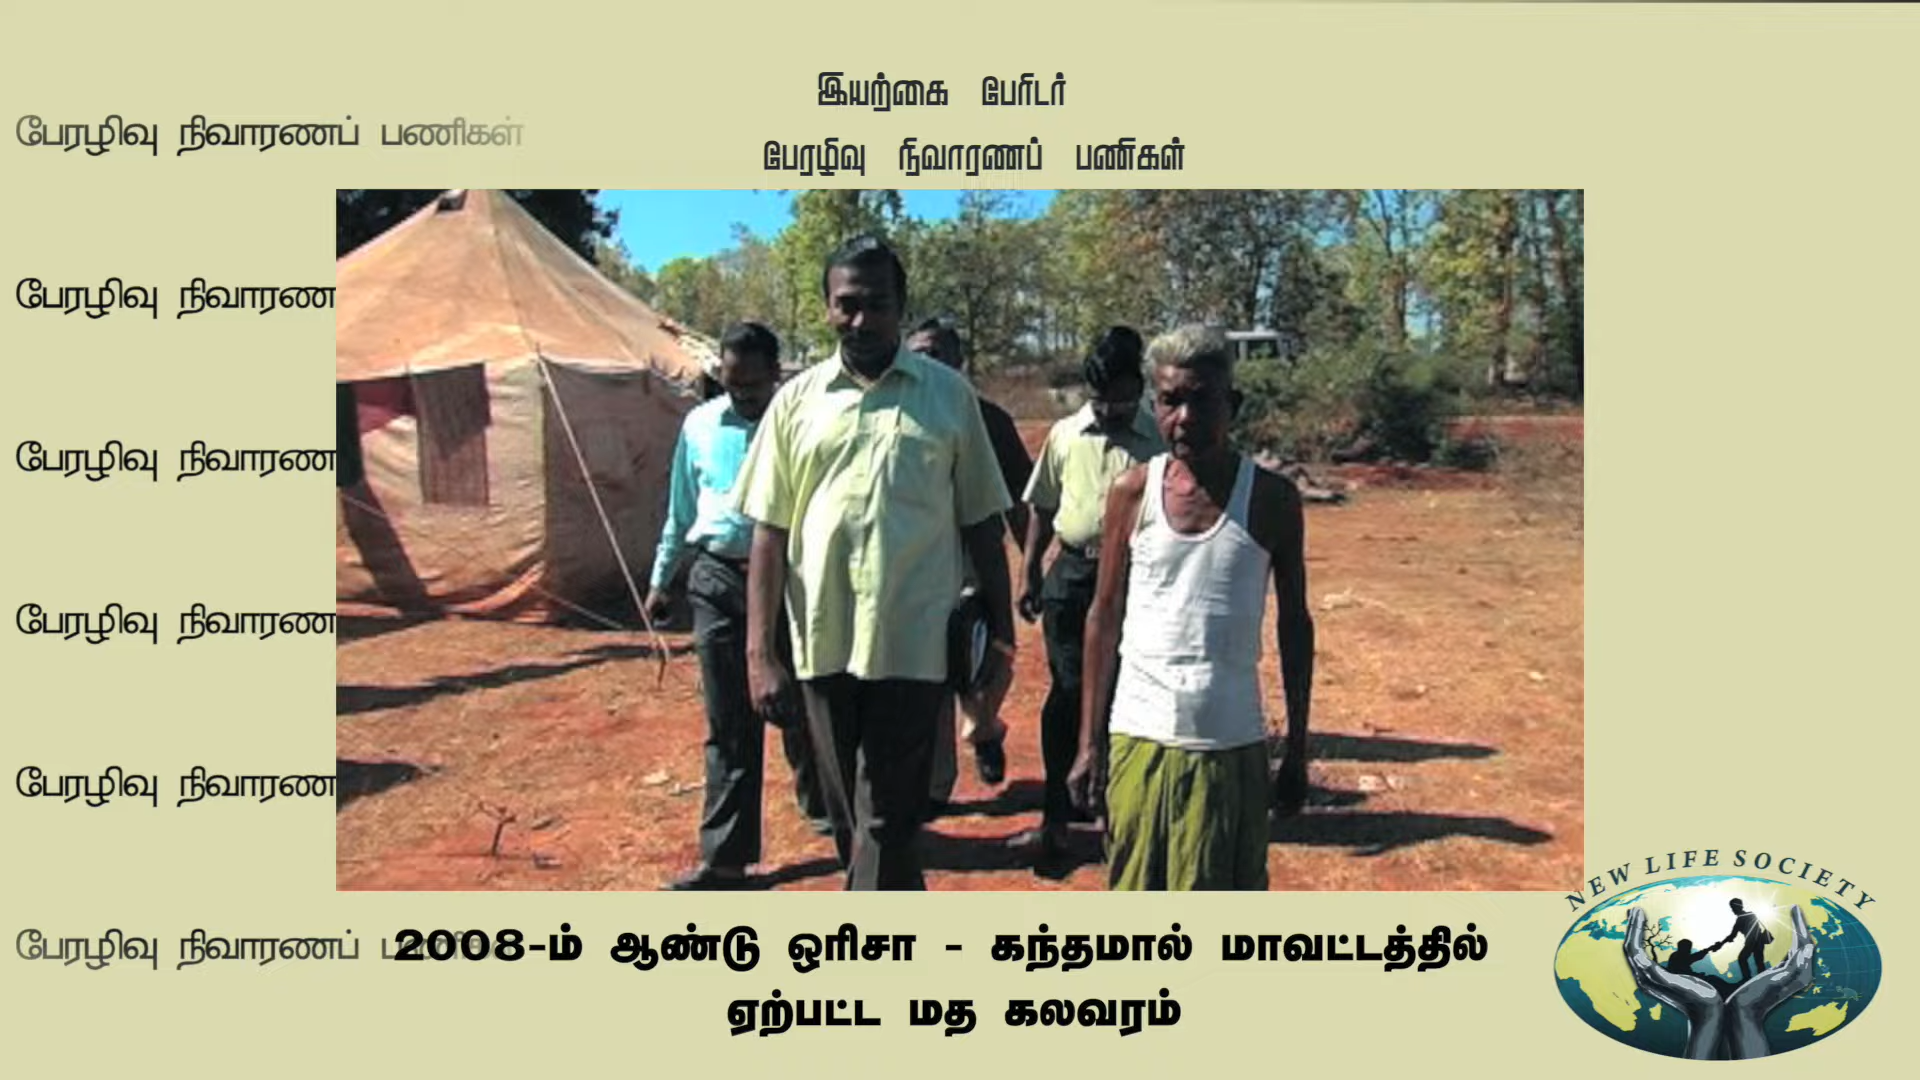 இயற்கை பேரிடர்
பேரழிவு நிவாரணப் பணிகள்
பேரழிவு நிவாரணப் பணிகள்
பேரழிவு நிவாரண
பேரழிவு நிவாரண
பேரழிவு நிவாரண
பேரழிவு நிவாரண
பேரழிவு நிவாரணப்
2008-ம் ஆண்டு ஒரிசா - கந்தமால் மாவட்டத்தில்
ஏற்பட்ட மத கலவரம்
NEW LIFE SOCIETY